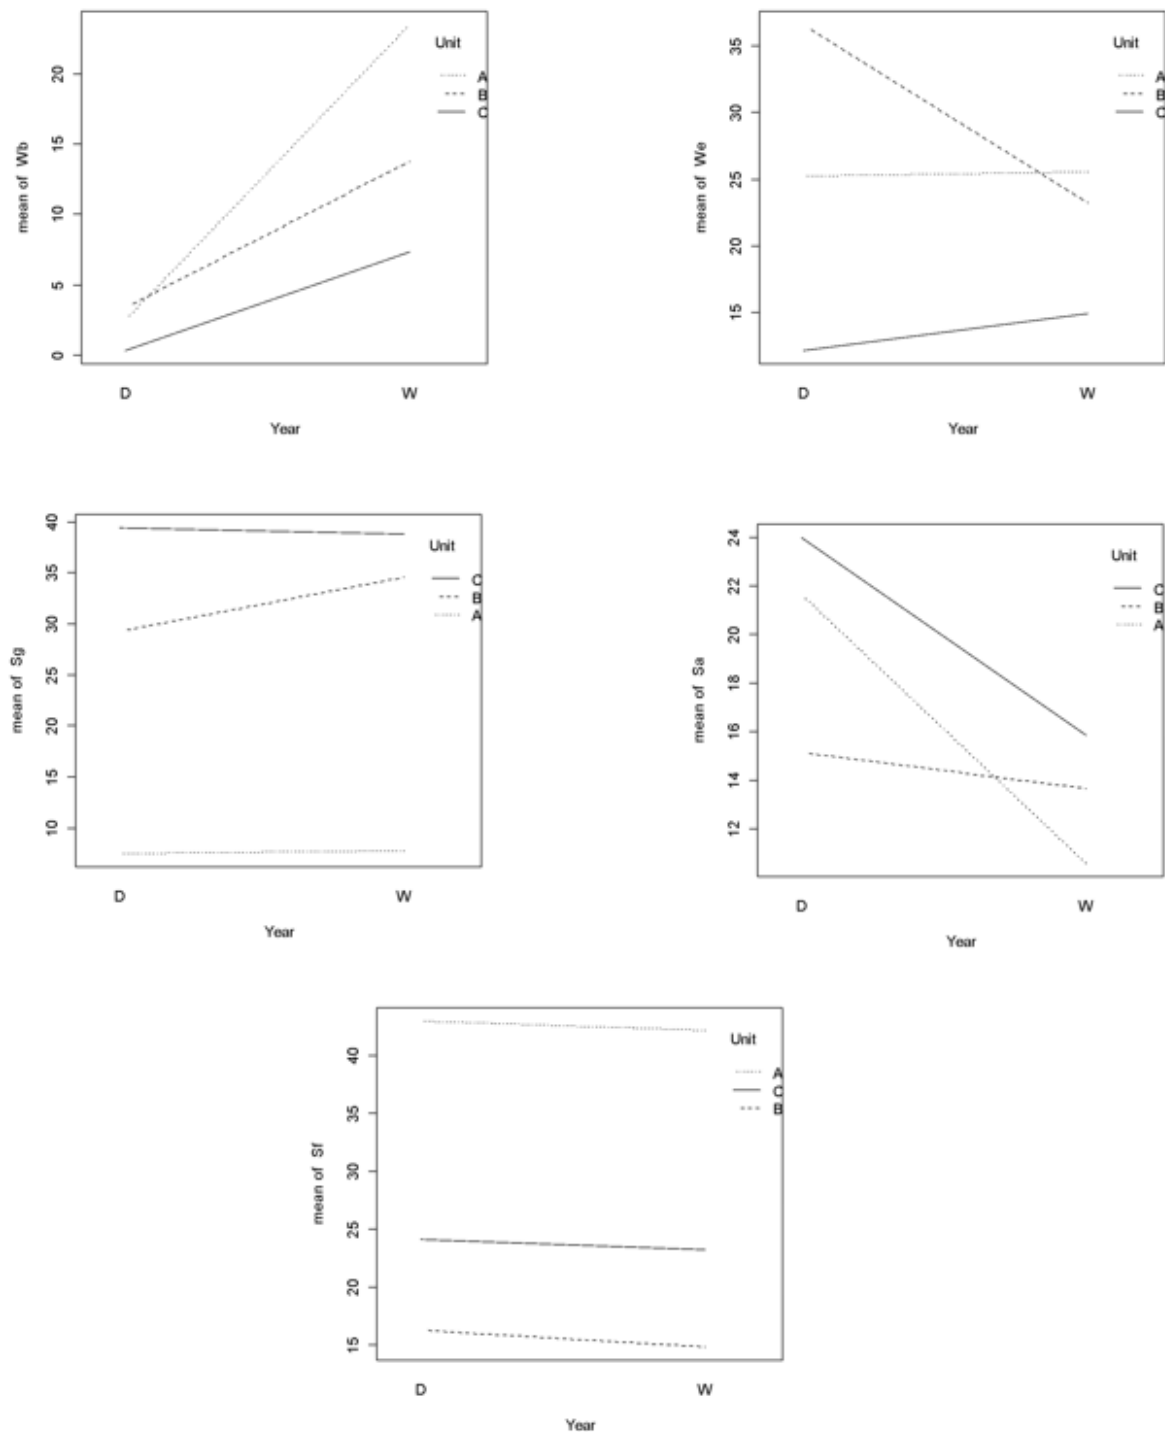 mean of Wb
20
15
10
5
0
Unit
A
B
C
D W
Year
mean of We
35
30
25
20
15
Unit
A
B
C
D W
Year
mean of Sg
40
35
30
25
20
15
10
Unit
C
B
A
D W
Year
mean of Sa
24
22
20
18
16
14
12
Unit
C
B
A
D W
Year
mean of Sf
40
35
30
25
20
15
Unit
A
C
B
D W
Year